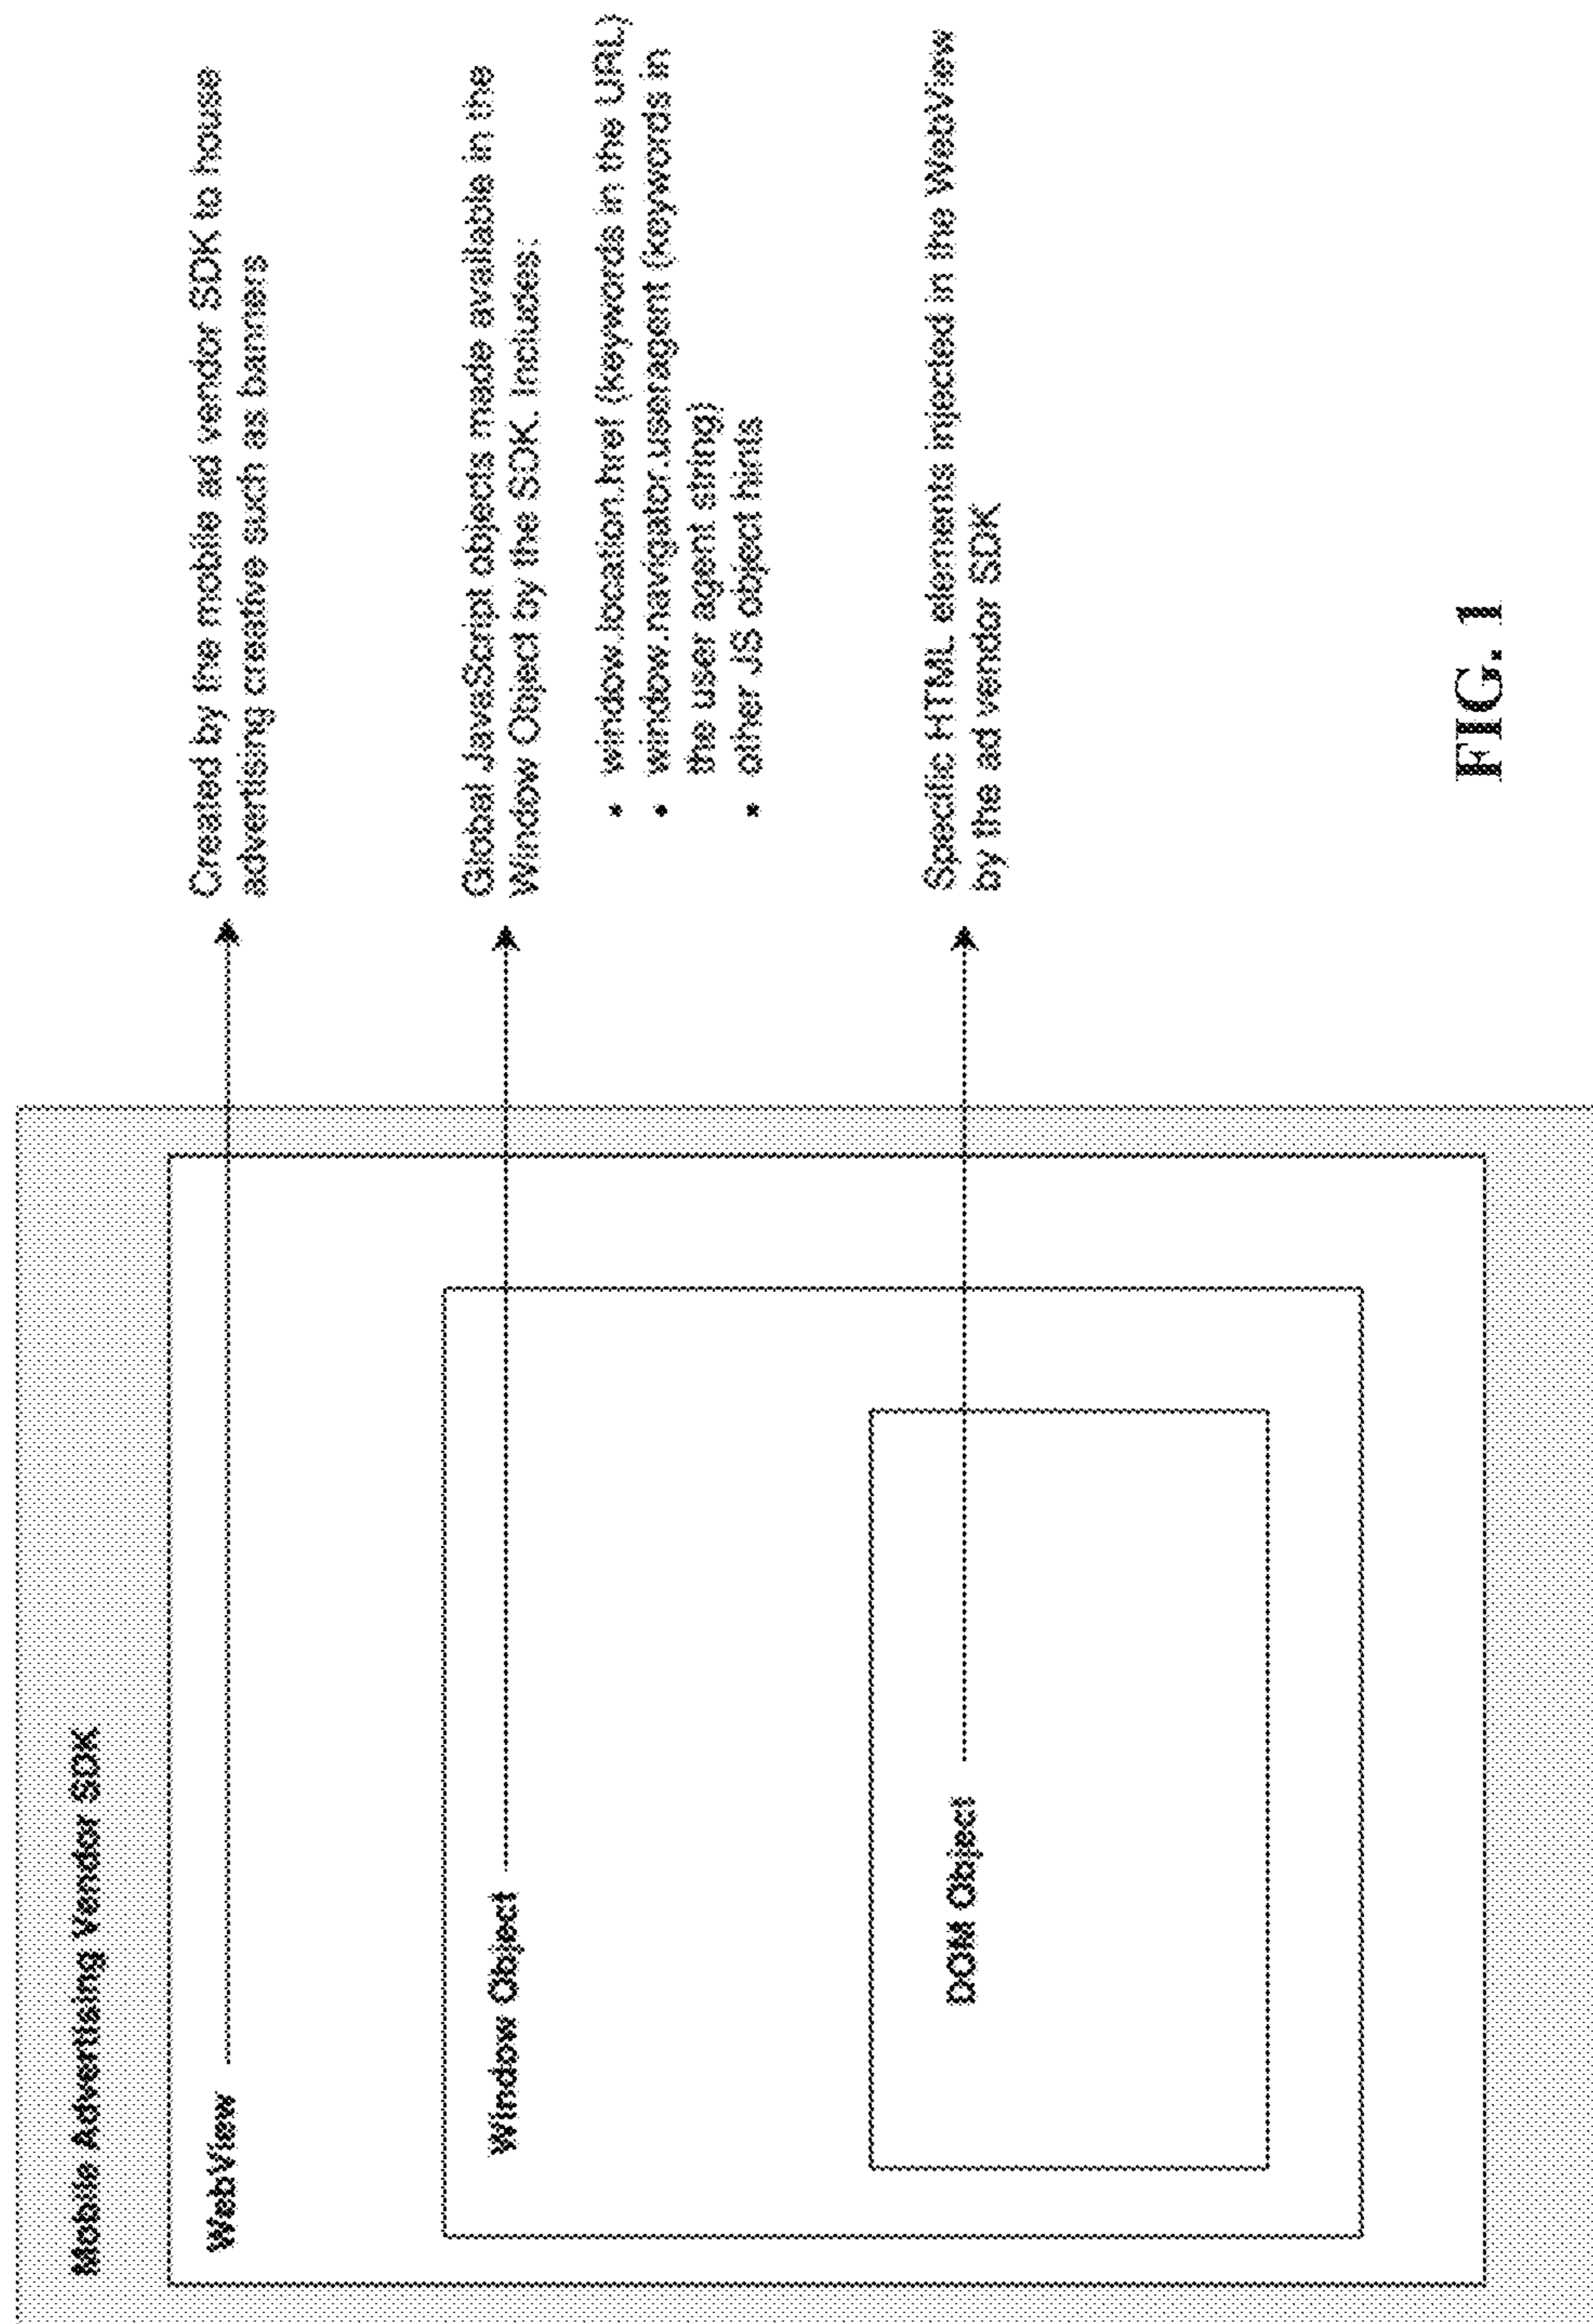 Mobile Advertising Vendor SDK
WebView
Created by the mobile ad vendor SDK to house
advertising creative such as banners
Window Object
Global JavaScript objects made available in the
Window Object by the SDK. Includes:
• window.location.href (keywords in the URL)
• window.navigator.useragent (keywords in
the user agent string)
• other JS object hints
DOM Object
Specific HTML elements injected in the WebView
by the ad vendor SDK
FIG. 1